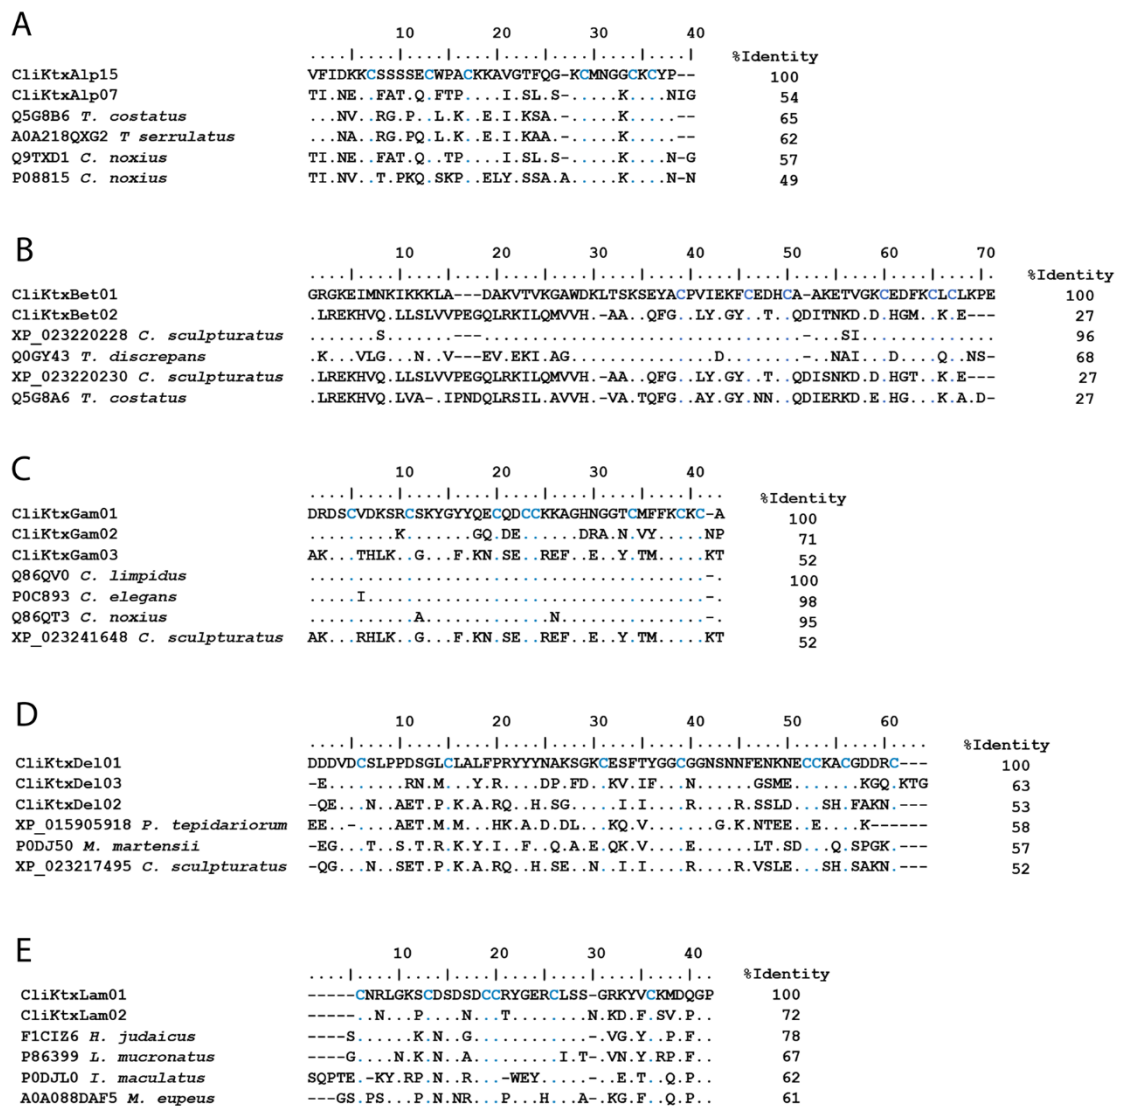 A
10 20 30 40
....|....|....|....|....|....|....|....| %Identity
CliKtxAlp15 VFIDKKCSSSSECWPACKKAVGTFQG-KCMNGGCKCYP-- 100
CliKtxAlp07 TI.NE..FAT.Q.FTP....I.SL.S-.....K....NIG 54
Q5G8B6 T. costatus ...NV..RG.P..L.K..E.I.KSA-.....K....-- 65
A0A218QXG2 T serrulatus ...NA..RG.PQ.L.K..E.I.KAA-.....K....-- 62
Q9TXD1 C. noxius TI.NE..FAT.Q..TP....I.SL.S-.....K....N-G 57
P08815 C. noxius TI.NV..T.PKQ.SKP..ELY.SSA.A.....K....N-N 49
B
10 20 30 40 50 60 70
....|....|....|....|....|....|....|....|....|....|....|....|....|....|. %Identity
CliKtxBet01 GRGKEIMNKIKKKLA---DAKVTVKGAWDKLTSKSEYACPVIEKFCEDHCA-AKETVGKCEDFKCLCLKPE 100
CliKtxBet02 .LREKHVQ.LLSLVVPEGQLRKILQMVVH.-AA..QFG..LY.GY..T..QDITNKD.D.HGM..K.E--- 27
XP_023220228 C. sculpturatus .......S.......---.................................-...SI.............. 96
Q0GY43 T. discrepans .K...VLG...N..V---EV.EKI.AG...............D........-..NAI...D....Q..NS- 68
XP_023220230 C. sculpturatus .LREKHVQ.LLSLVVPEGQLRKILQMVVH.-AA..QFG..LY.GY..T..QDISNKD.D.HGT..K.E--- 27
Q5G8A6 T. costatus .LREKHVQ.LVA-.IPNDQLRSIL.AVVH.-VA.TQFG..AY.GY.NN..QDIERKD.E.HG...K.A.D- 27
C
10 20 30 40
....|....|....|....|....|....|....|....|... %Identity
CliKtxGam01 DRDSCVDKSRCSKYGYYQECQDCCKKAGHNGGTCMFFKCKC-A 100
CliKtxGam02 .........K.......GQ.DE......DRA.N.VY.....NP 71
CliKtxGam03 AK...THLK..G...F.KN.SE..REF..E..Y.TM.....KT 52
Q86QV0 C. limpidus .........................................-. 100
P0C893 C. elegans .....I...................................-. 98
Q86QT3 C. noxius ...........A.............N...............-. 95
XP_023241648 C. sculpturatus AK...RHLK..G...F.KN.SE..REF..E..Y.TM.....KT 52
D
10 20 30 40 50 60
....|....|....|....|....|....|....|....|....|....|....|....|.... %Identity
CliKtxDel01 DDDVDCSLPPDSGLCLALFPRYYYNAKSGKCESFTYGGCGGNSNNFENKNECCKACGDDRC--- 100
CliKtxDel03 -E........RN.M...Y.R....DP.FD..KV.IF...N......GSME.......KGQ.KTG 63
CliKtxDel02 -QE...N..AET.P.K.A.RQ..H.SG.....I.I....R....R.SSLD...SH.FAKN.--- 53
XP_015905918 P. tepidariorum EE..-....AET.M.M...HK.A.D.DL...KQ.V.......G.K.NTEE..E....K------ 58
P0DJ50 M. martensii -EG...T..S.T.R.K.Y.I..F..Q.A.E.QK.V....E......LT.SD...Q.SPGK.--- 57
XP_023217495 C. sculpturatus -QG...N..SET.P.K.A.RQ..H.SE..N..I.I....R....R.VSLE...SH.SAKN.--- 52
E
10 20 30 40
....|....|....|....|....|....|....|....|.. %Identity
CliKtxLam01 -----CNRLGKSCDSDSDCCRYGERCLSS-GRKYVCKMDQGP 100
CliKtxLam02 -----..N...P....N...T........N.KD.F.SV.P.. 72
F1CIZ6 H. judaicus ----S......K.N..G............-VG.Y...P.F.. 78
P86399 L. mucronatus ----G....N.K.N..A.........I.T-VN.Y.RP.F.. 67
P0DJL0 I. maculatus SQPTE.-KY.RP.N..R...-WEY.....-..E.T..Q.P.. 62
A0A088DAF5 M. eupeus ---GS.PS...P.NR...P...H...A-KG.F..Q.P.. 61